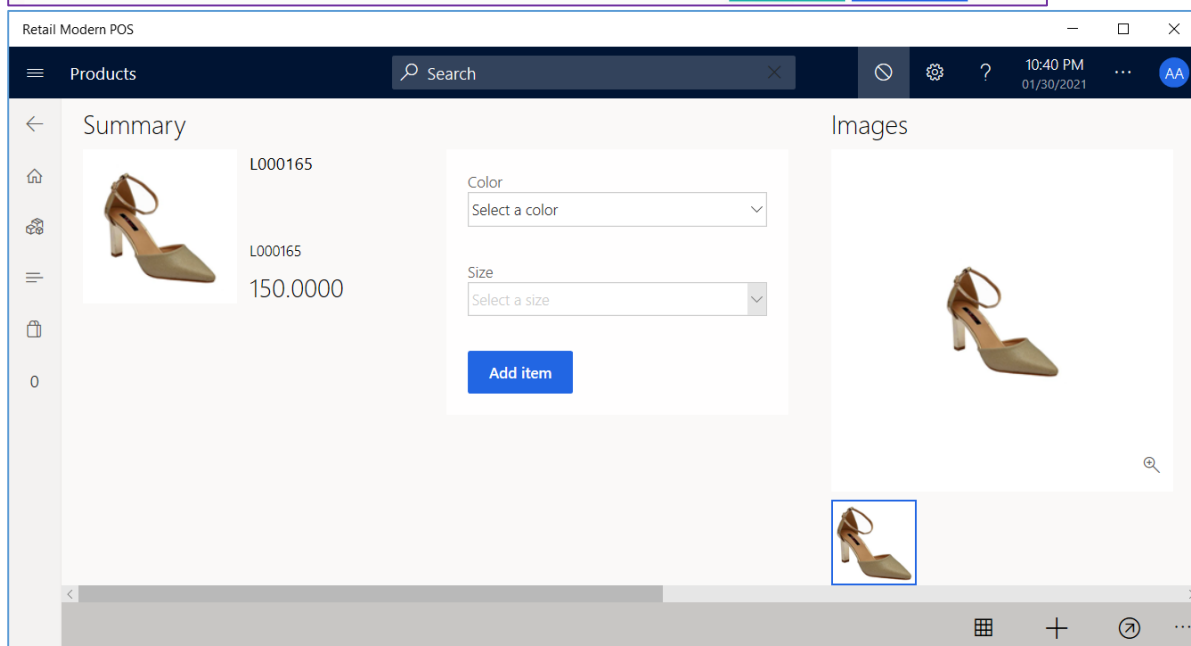 Retail Modern POS
Products
Search
?
10:40 PM
01/30/2021
AA
Summary
L000165
L000165
150.0000
Color
Select a color
Size
Select a size
Add item
Images
0